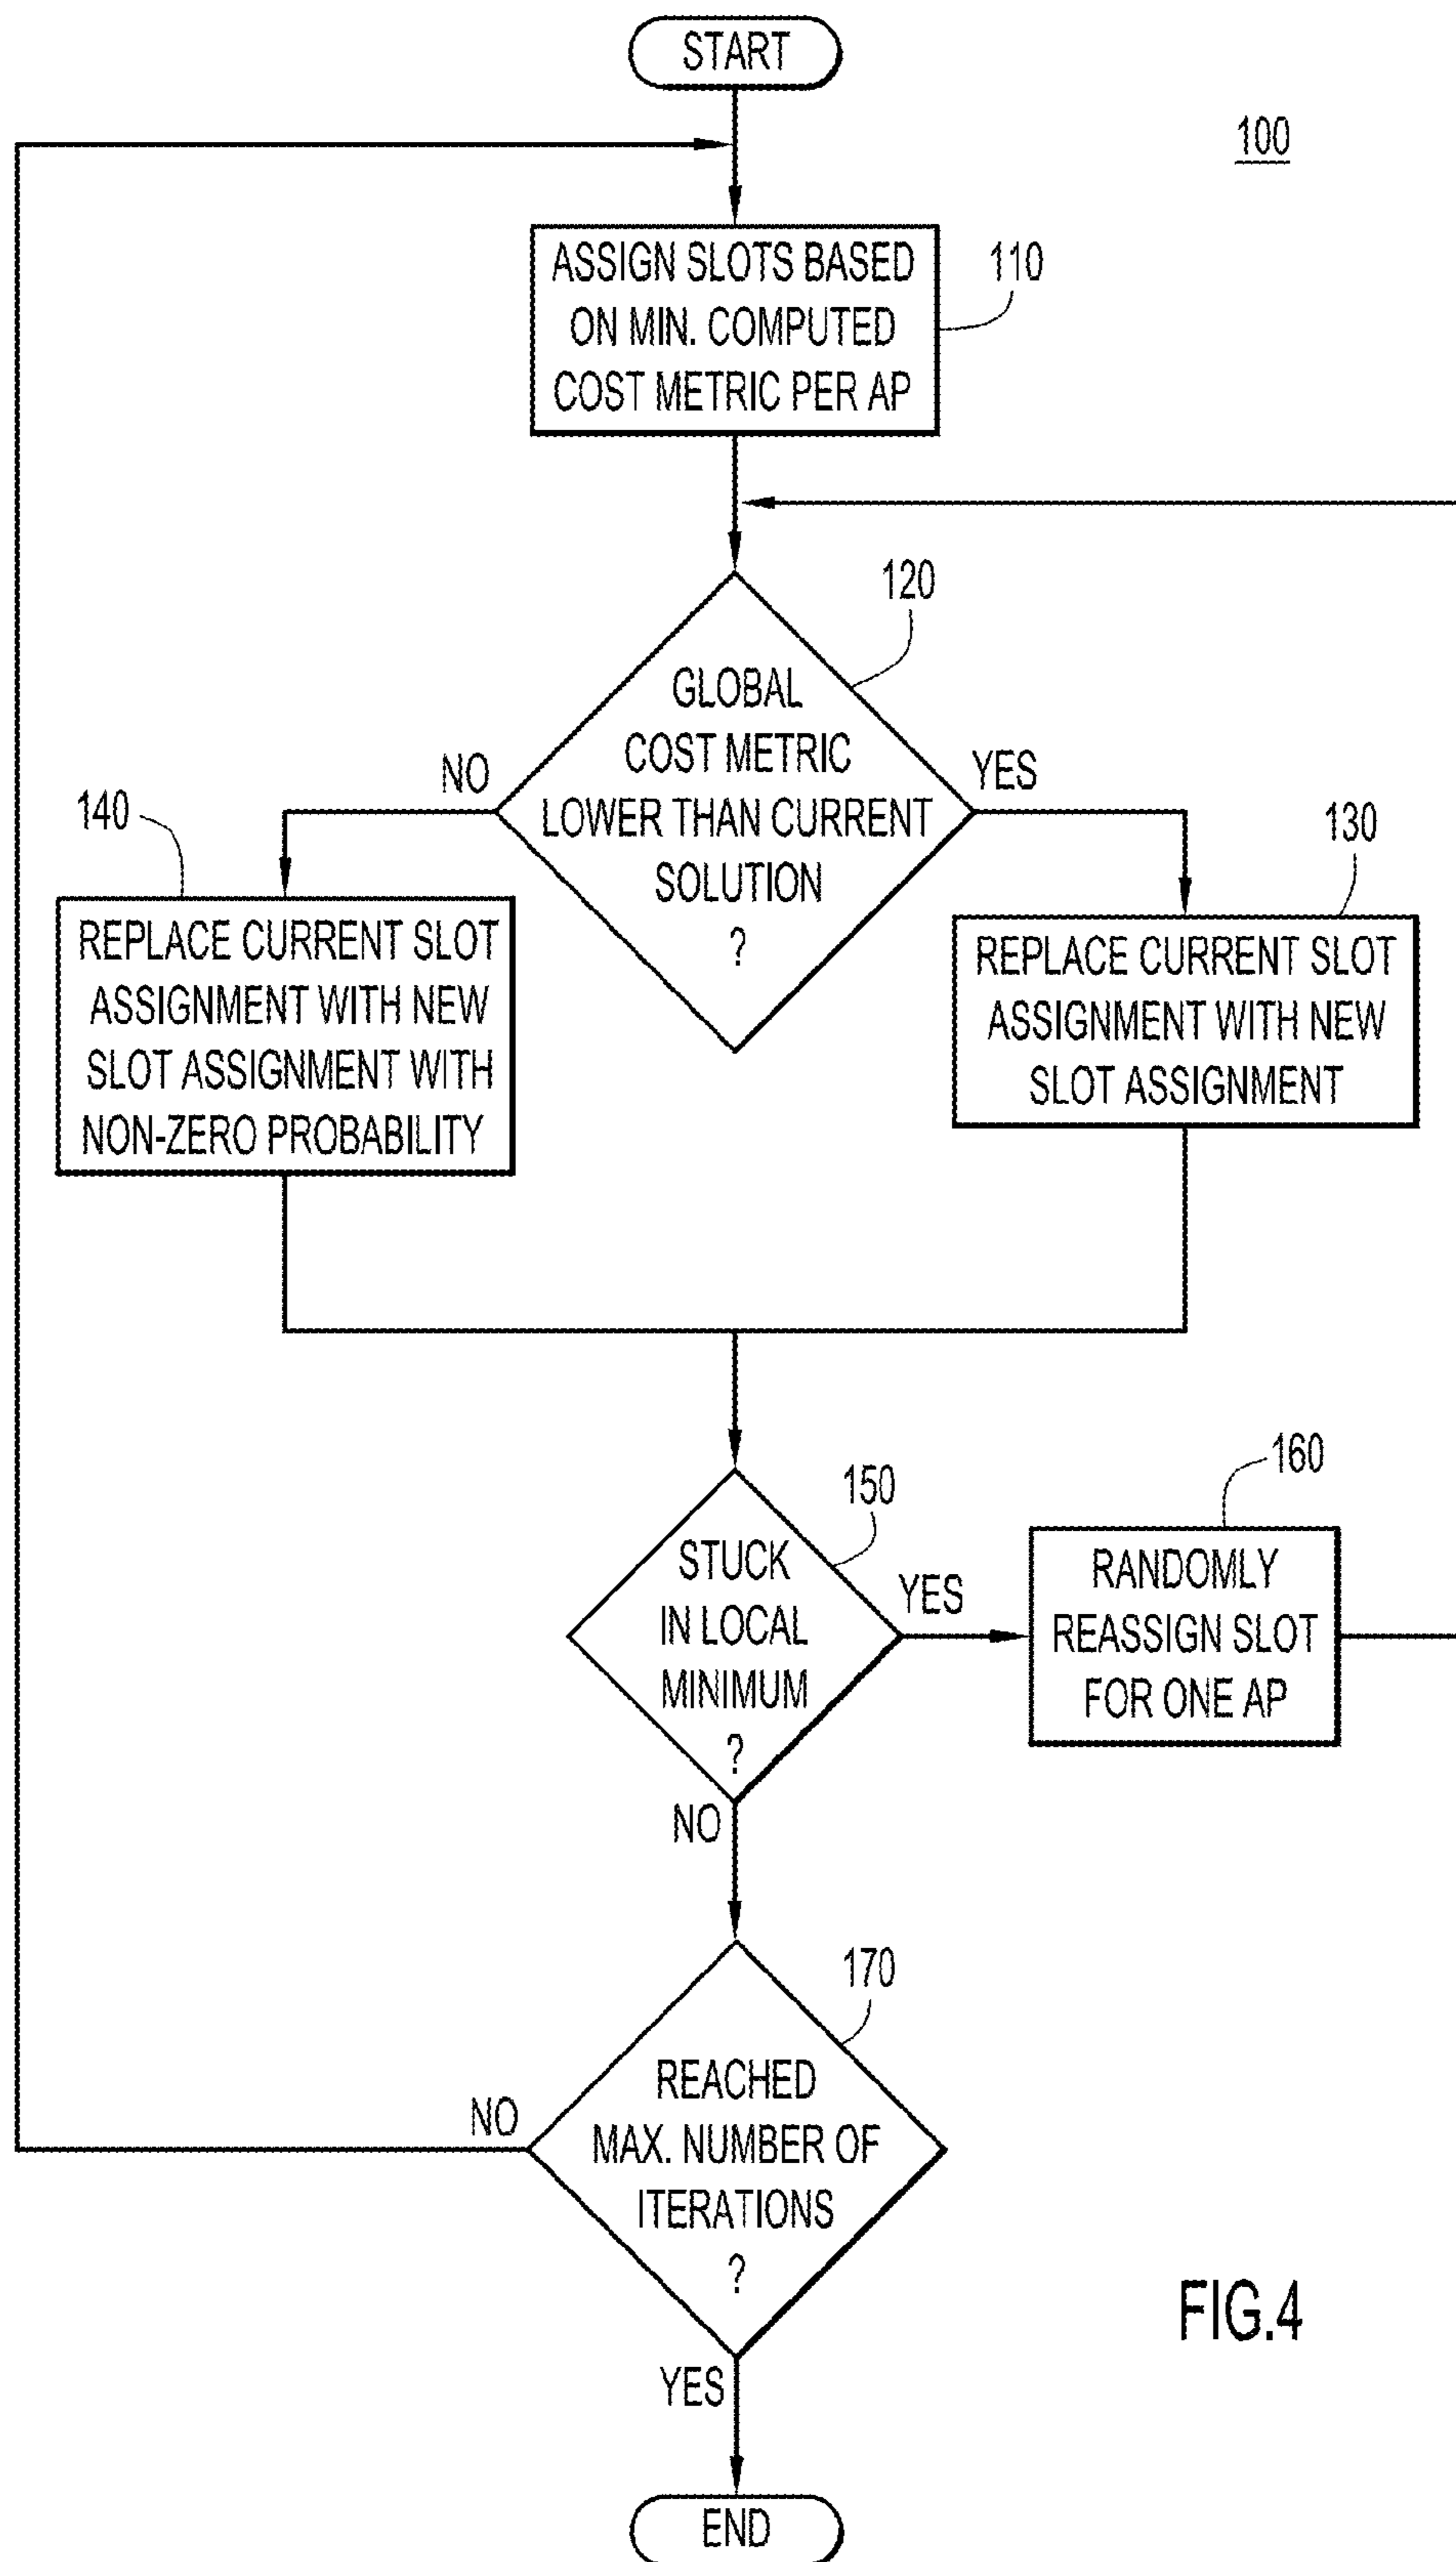 START
100
ASSIGN SLOTS BASED
ON MIN. COMPUTED
COST METRIC PER AP
110
120
GLOBAL
COST METRIC
LOWER THAN CURRENT
SOLUTION
?
NO
YES
140
130
REPLACE CURRENT SLOT
ASSIGNMENT WITH NEW
SLOT ASSIGNMENT WITH
NON-ZERO PROBABILITY
REPLACE CURRENT SLOT
ASSIGNMENT WITH NEW
SLOT ASSIGNMENT
150
STUCK
IN LOCAL
MINIMUM
?
YES
NO
160
RANDOMLY
REASSIGN SLOT
FOR ONE AP
170
REACHED
MAX. NUMBER OF
ITERATIONS
?
NO
YES
END
FIG.4